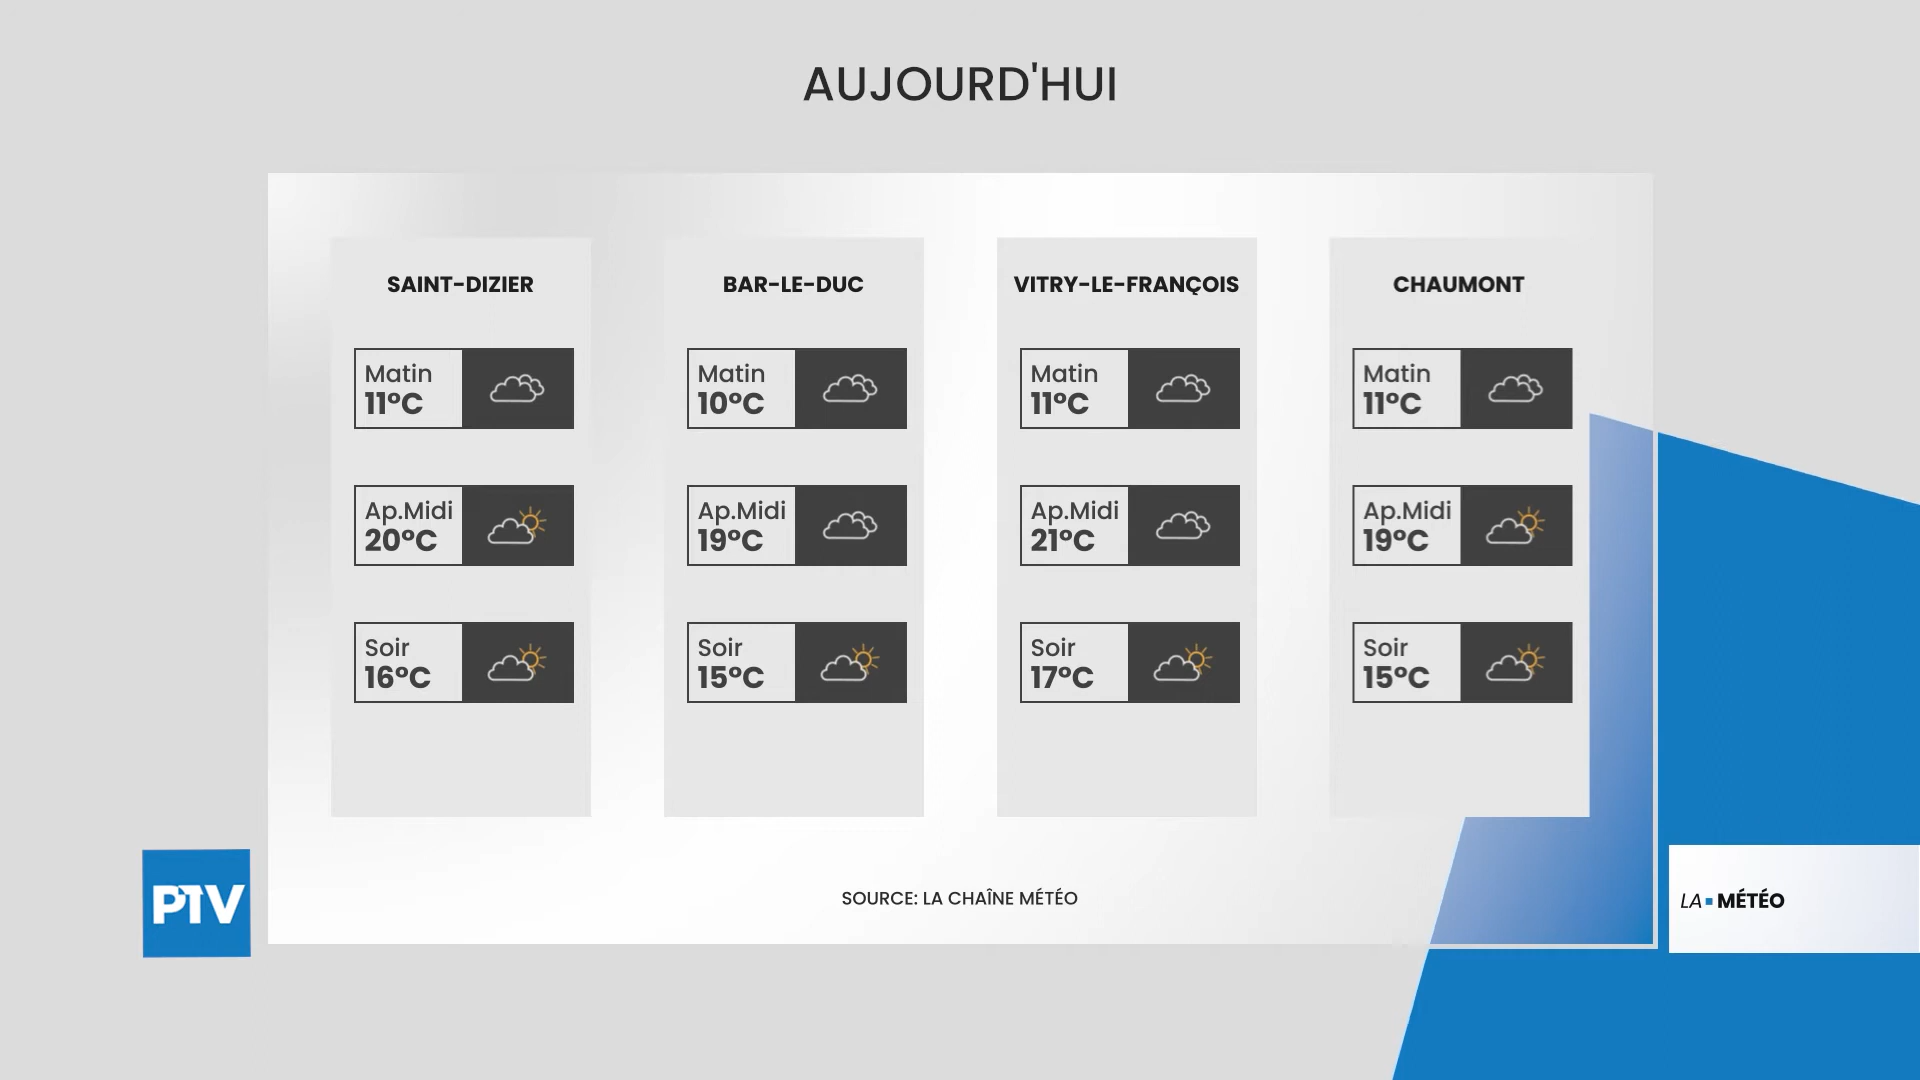 AUJOURD'HUI
SAINT-DIZIER
Matin
11°C
Ap.Midi
20°C
Soir
16°C
BAR-LE-DUC
Matin
10°C
Ap.Midi
19°C
Soir
15°C
VITRY-LE-FRANÇOIS
Matin
11°C
Ap.Midi
21°C
Soir
17°C
CHAUMONT
Matin
11°C
Ap.Midi
19°C
Soir
15°C
SOURCE: LA CHAÎNE MÉTÉO
PTV
LA MÉTÉO